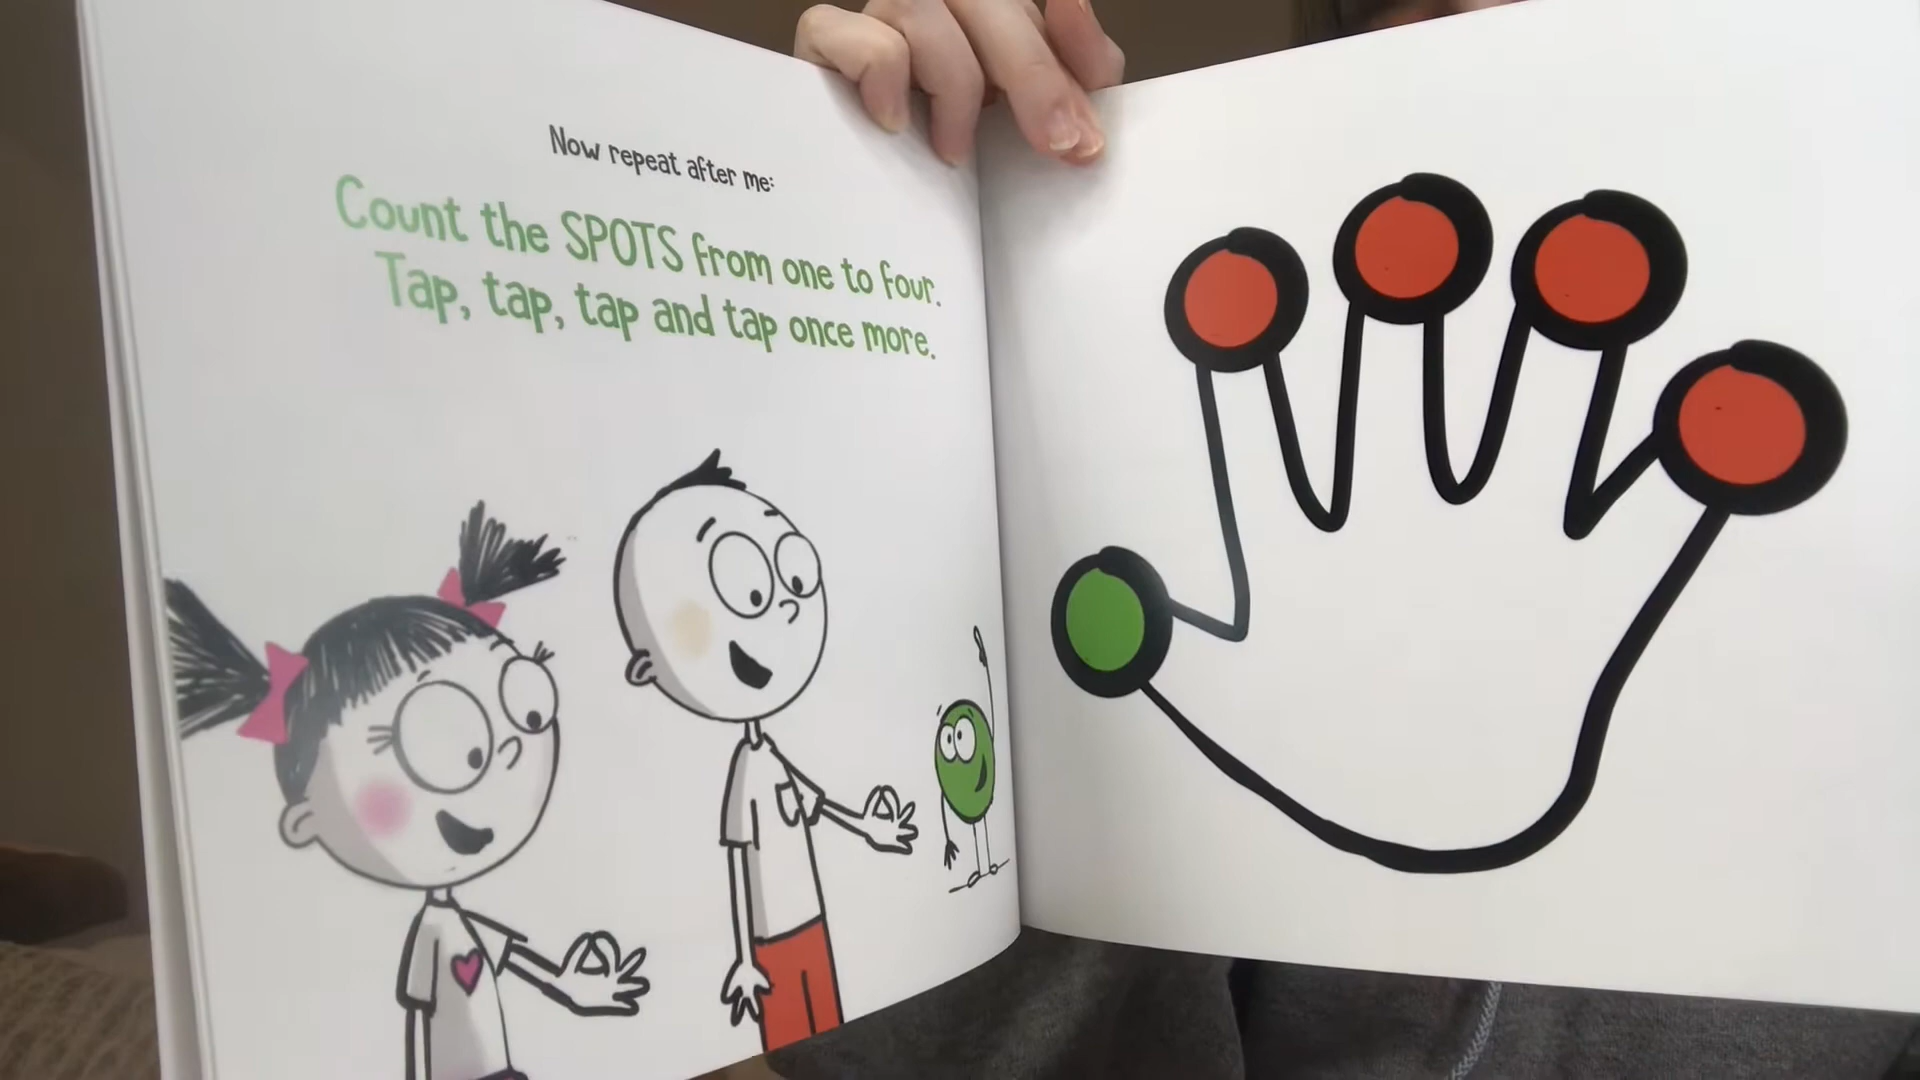 Now repeat after me:
Count the SPOTS from one to four.
Tap, tap, tap and tap once more.